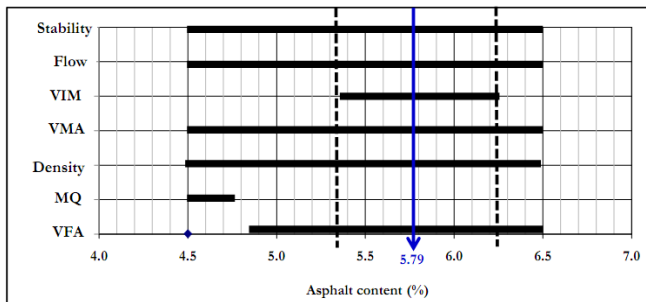 Stability
Flow
VIM
VMA
Density
MQ
VFA
4.0 4.5 5.0 5.5 6.0 6.5 7.0
5.79
Asphalt content (%)